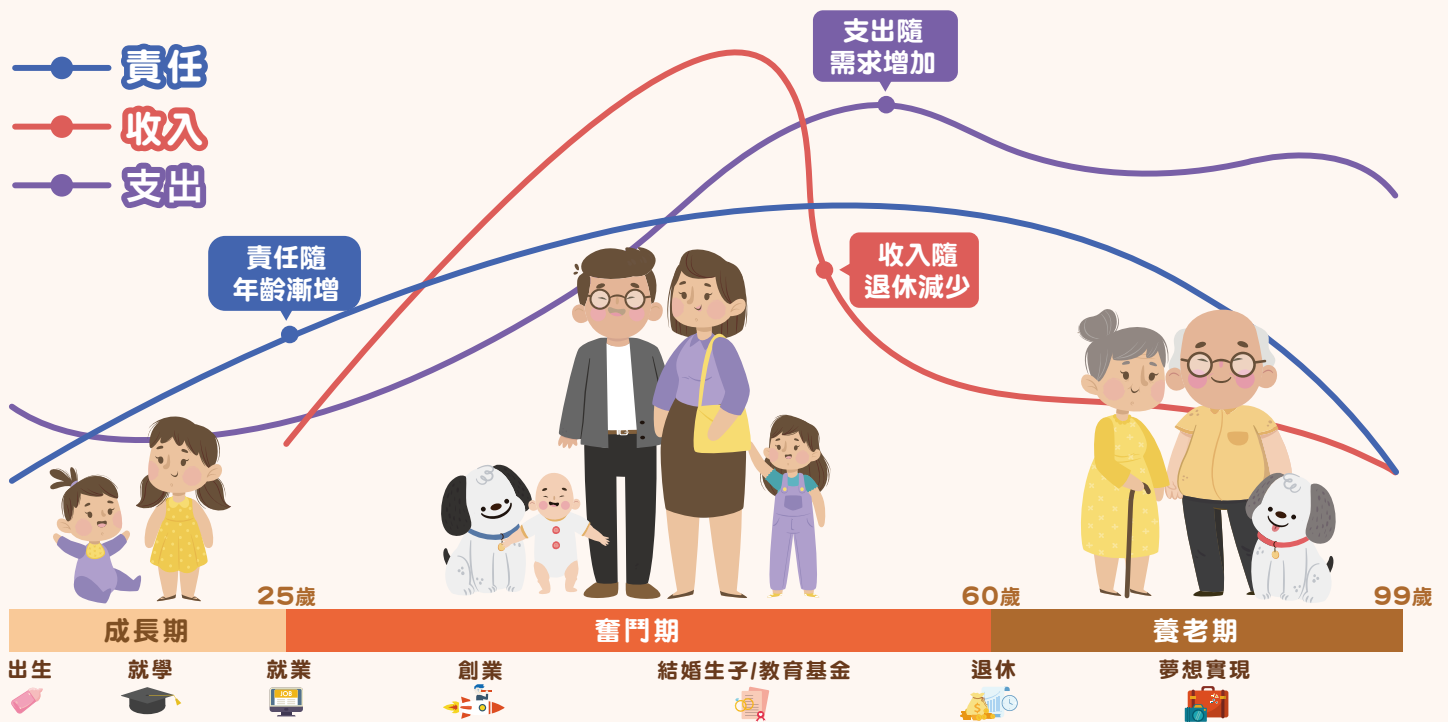 責任
收入
支出
支出隨
需求增加
責任隨
年齡漸增
收入隨
退休減少
25歲
60歲
99歲
成長期
奮鬥期
養老期
出生
就學
就業
創業
結婚生子/教育基金
退休
夢想實現
JOB
$